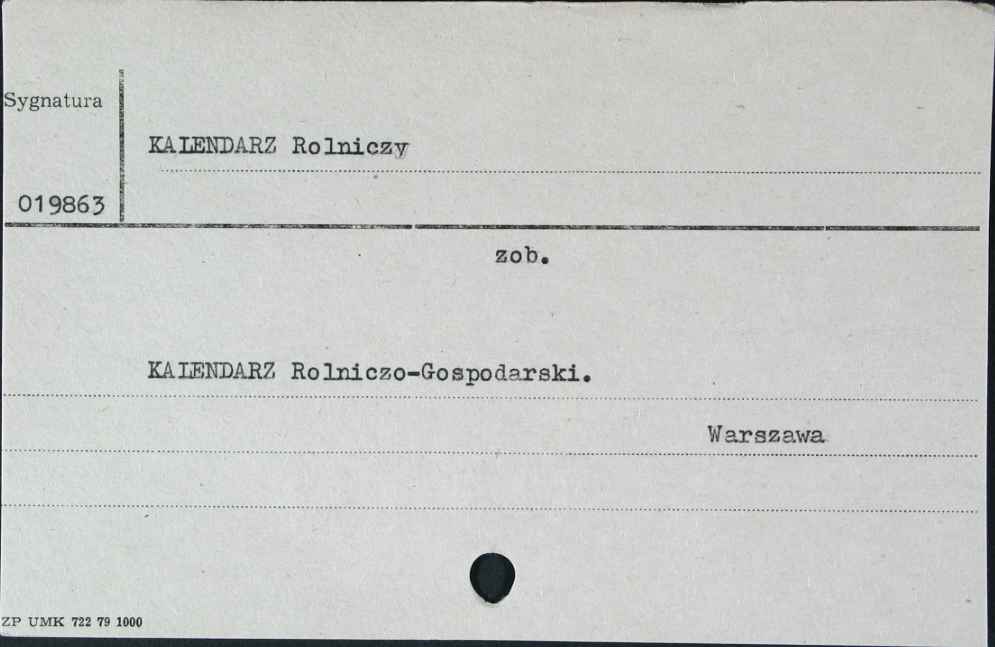 Sygnatura
KALENDARZ Rolniczy
019863
zob.
KALENDARZ Rolniczo-Gospodarski.
Warszawa
ZP UMK 722 79 1000